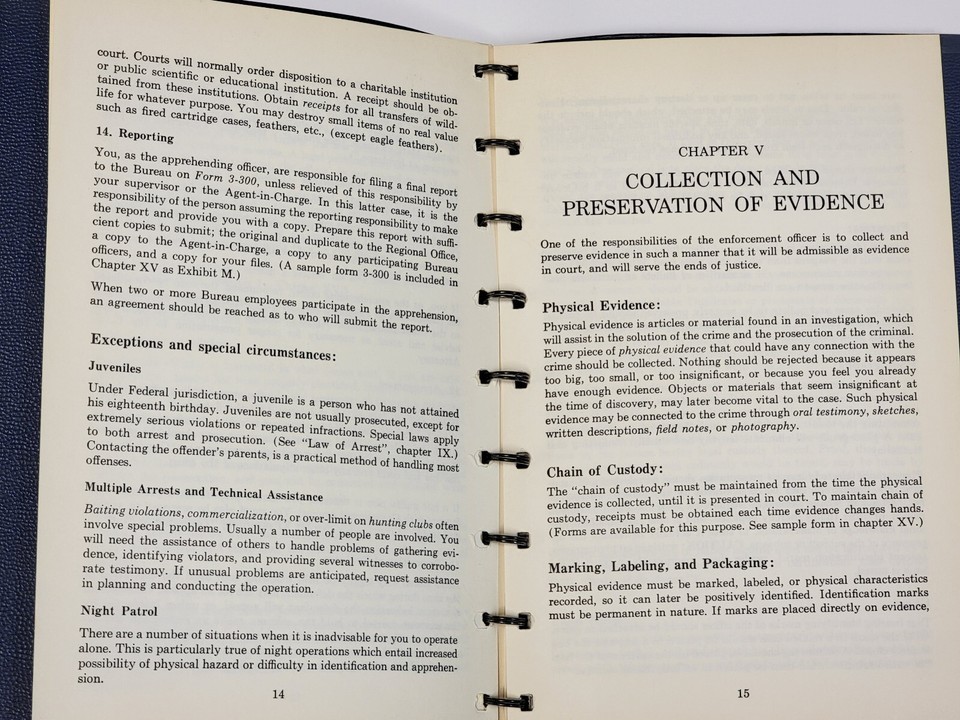 court. Courts will normally order disposition to a charitable institution
or public scientific or educational institution. A receipt should be ob-
tained from these institutions. Obtain receipts for all transfers of wild-
life for whatever purpose. You may destroy small items of no real value
such as fired cartridge cases, feathers, etc., (except eagle feathers).
14. Reporting
You, as the apprehending officer, are responsible for filing a final report
to the Bureau on Form 3-300, unless relieved of this responsibility by
your supervisor or the Agent-in-Charge. In this latter case, it is the
responsibility of the person assuming the reporting responsibility to make
the report and provide you with a copy. Prepare this report with suffi-
cient copies to submit; the original and duplicate to the Regional Office,
a copy to the Agent-in-Charge, a copy to any participating Bureau
officers, and a copy for your files. (A sample form 3-300 is included in
Chapter XV as Exhibit M.)
When two or more Bureau employees participate in the apprehension,
an agreement should be reached as to who will submit the report.
Exceptions and special circumstances:
Juveniles
Under Federal jurisdiction, a juvenile is a person who has not attained
his eighteenth birthday. Juveniles are not usually prosecuted, except for
extremely serious violations or repeated infractions. Special laws apply
to both arrest and prosecution. (See "Law of Arrest", chapter IX.)
Contacting the offender's parents, is a practical method of handling most
offenses.
Multiple Arrests and Technical Assistance
Baiting violations, commercialization, or over-limit on hunting clubs often
involve special problems. Usually a number of people are involved. You
will need the assistance of others to handle problems of gathering evi-
dence, identifying violators, and providing several witnesses to corrobo-
rate testimony. If unusual problems are anticipated, request assistance
in planning and conducting the operation.
Night Patrol
There are a number of situations when it is inadvisable for you to operate
alone. This is particularly true of night operations which entail increased
possibility of physical hazard or difficulty in identification and apprehen-
sion.
14
CHAPTER V
COLLECTION AND
PRESERVATION OF EVIDENCE
One of the responsibilities of the enforcement officer is to collect and
preserve evidence in such a manner that it will be admissible as evidence
in court, and will serve the ends of justice.
Physical Evidence:
Physical evidence is articles or material found in an investigation, which
will assist in the solution of the crime and the prosecution of the criminal.
Every piece of physical evidence that could have any connection with the
crime should be collected. Nothing should be rejected because it appears
too big, too small, or too insignificant, or because you feel you already
have enough evidence. Objects or materials that seem insignificant at
the time of discovery, may later become vital to the case. Such physical
evidence may be connected to the crime through oral testimony, sketches,
written descriptions, field notes, or photography.
Chain of Custody:
The "chain of custody" must be maintained from the time the physical
evidence is collected, until it is presented in court. To maintain chain of
custody, receipts must be obtained each time evidence changes hands.
(Forms are available for this purpose. See sample form in chapter XV.)
Marking, Labeling, and Packaging:
Physical evidence must be marked, labeled, or physical characteristics
recorded, so it can later be positively identified. Identification marks
must be permanent in nature. If marks are placed directly on evidence,
15